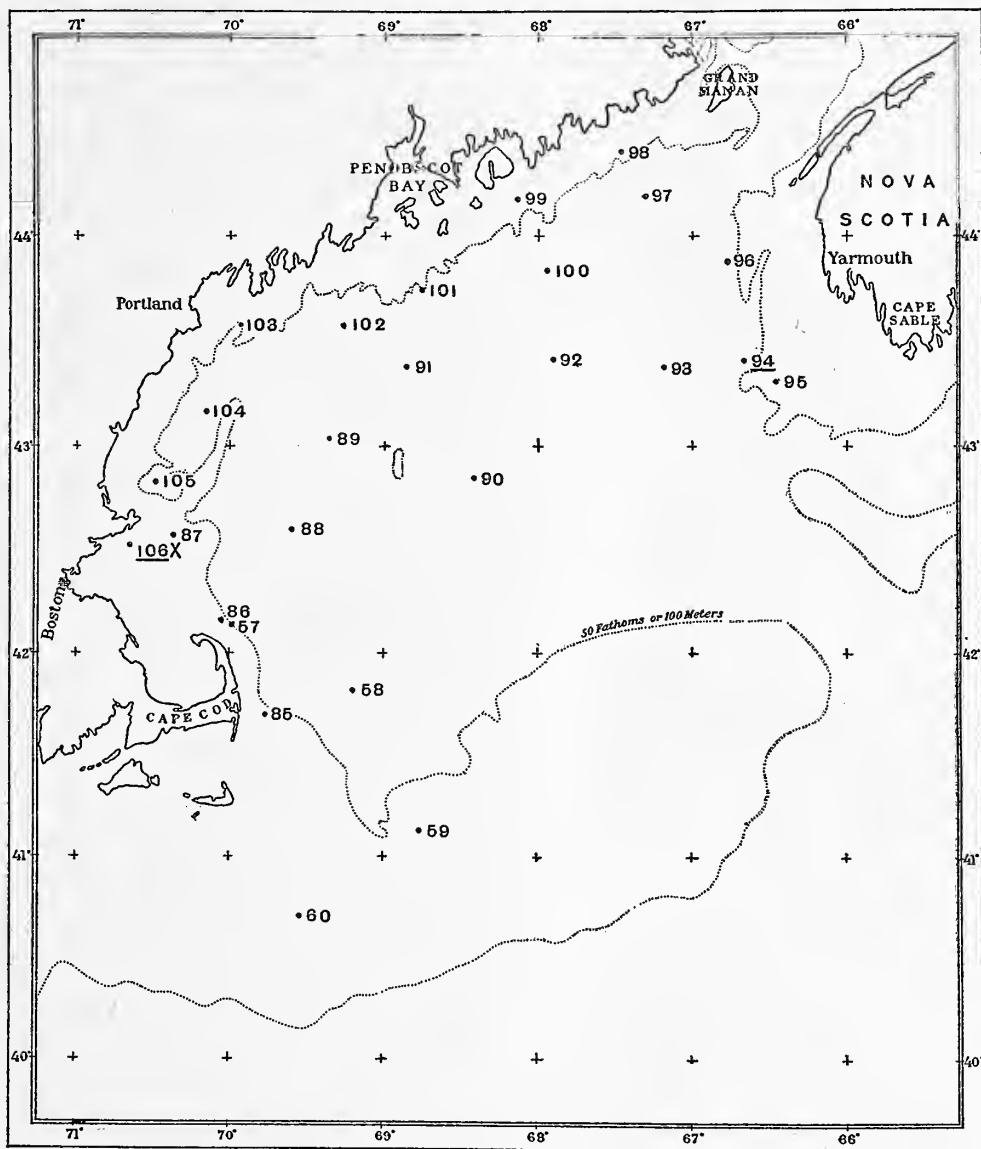 71° 70° 69° 68° 67° 66°
GRAND
MANAN
98
PENOBSCOT
BAY
99
97
NOVA
SCOTIA
44° 44°
96
Yarmouth
100
101
Portland
CAPE
SABLE
103
102
91
92
93
94
95
104
89
43° 43°
105
90
88
87
106X
Boston
86
57
50 Fathoms or 100 Meters
42° 42°
58
85
CAPE COD
59
41° 41°
60
40° 40°
71° 70° 69° 68° 67° 66°